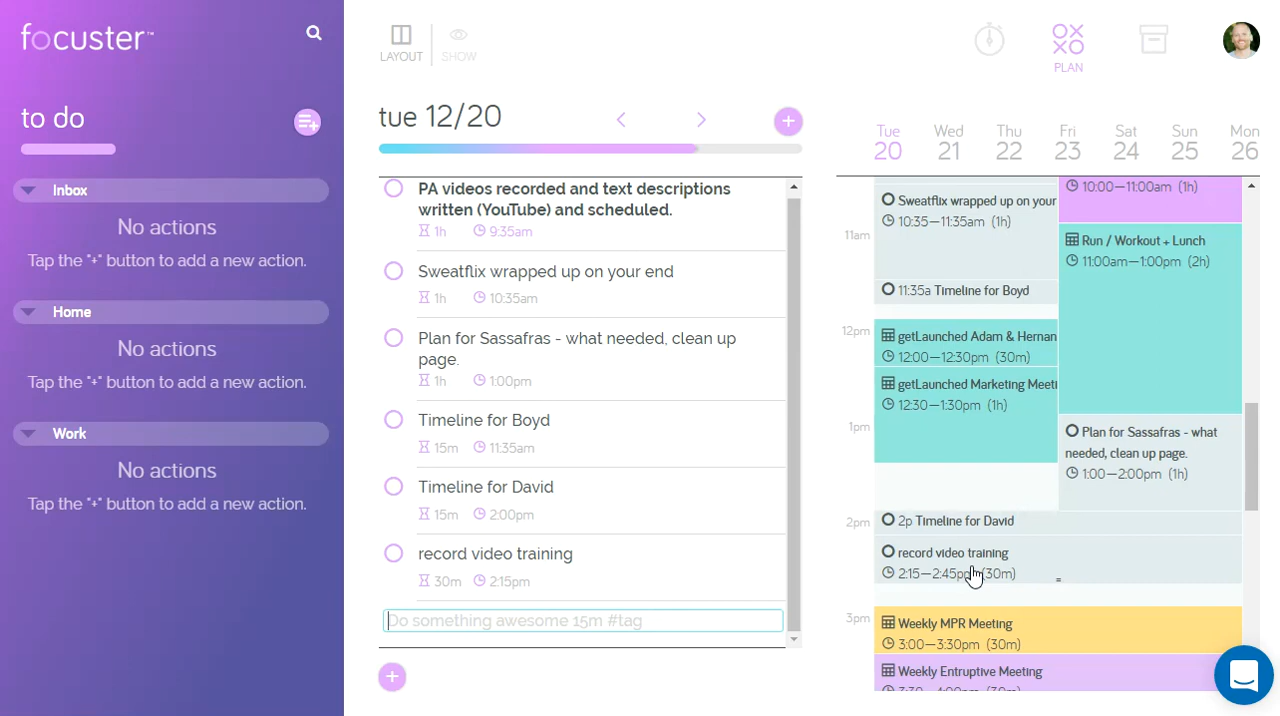 focuster™
to do
Inbox
No actions
Tap the "+" button to add a new action.
Home
No actions
Tap the "+" button to add a new action.
Work
No actions
Tap the "+" button to add a new action.
LAYOUT
SHOW
PLAN
tue 12/20
PA videos recorded and text descriptions
written (YouTube) and scheduled.
1h 9:35am
Sweatflix wrapped up on your end
1h 10:35am
Plan for Sassafras - what needed, clean up
page.
1h 1:00pm
Timeline for Boyd
15m 11:35am
Timeline for David
15m 2:00pm
record video training
30m 2:15pm
Do something awesome 15m #tag
Tue Wed Thu Fri Sat Sun Mon
20 21 22 23 24 25 26
Sweatflix wrapped up on your
10:35—11:35am (1h)
11am
11:35a Timeline for Boyd
12pm
getLaunched Adam & Hernan
12:00—12:30pm (30m)
getLaunched Marketing Meeti
12:30—1:30pm (1h)
1pm
10:00—11:00am (1h)
Run / Workout + Lunch
11:00am—1:00pm (2h)
Plan for Sassafras - what
needed, clean up page.
1:00—2:00pm (1h)
2pm
2p Timeline for David
record video training
2:15—2:45pm (30m)
3pm
Weekly MPR Meeting
3:00—3:30pm (30m)
Weekly Entruptive Meeting